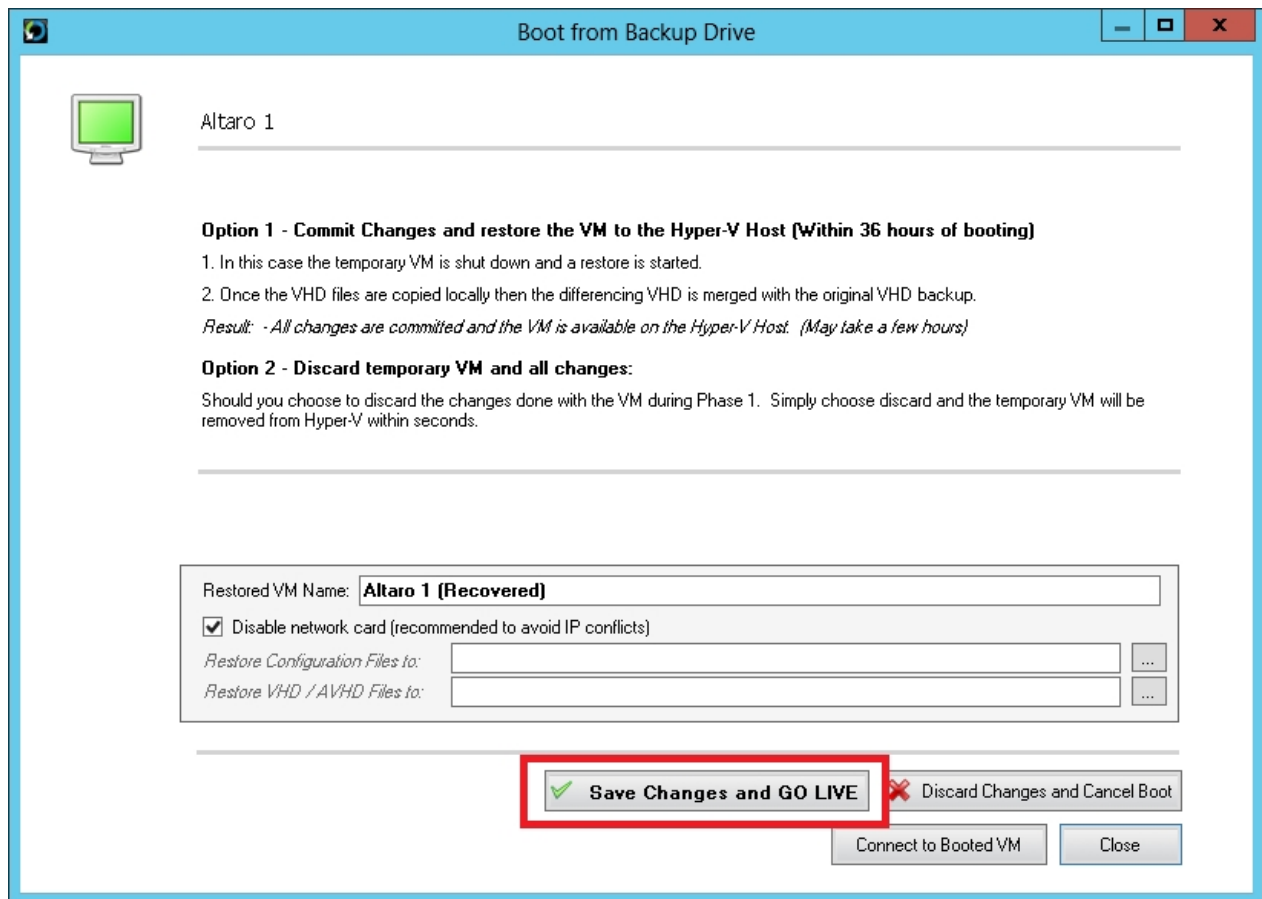 Boot from Backup Drive
Altaro 1
Option 1 - Commit Changes and restore the VM to the Hyper-V Host (Within 36 hours of booting)
1. In this case the temporary VM is shut down and a restore is started.
2. Once the VHD files are copied locally then the differencing VHD is merged with the original VHD backup.
Result: - All changes are committed and the VM is available on the Hyper-V Host. (May take a few hours)
Option 2 - Discard temporary VM and all changes:
Should you choose to discard the changes done with the VM during Phase 1. Simply choose discard and the temporary VM will be
removed from Hyper-V within seconds.
Restored VM Name: Altaro 1 (Recovered)
Disable network card (recommended to avoid IP conflicts)
Restore Configuration Files to: ...
Restore VHD / AVHD Files to: ...
Save Changes and GO LIVE Discard Changes and Cancel Boot
Connect to Booted VM Close